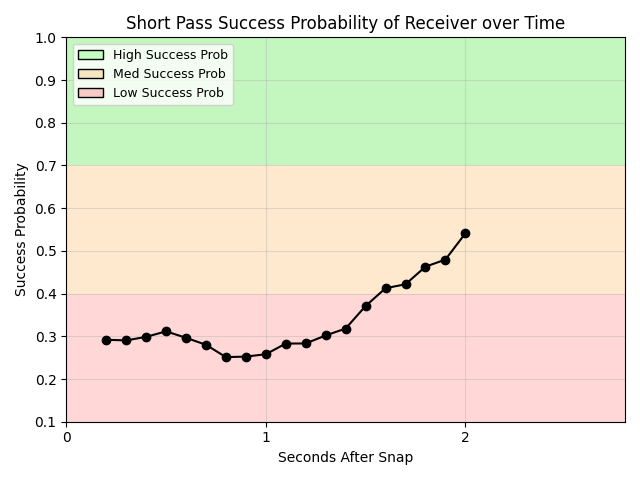 Short Pass Success Probability of Receiver over Time
1.0
High Success Prob
Med Success Prob
0.9
Low Success Prob
0.8
0.7
0.6
Success Probability
0.5
0.4
0.3
0.2
0.1
0
1
2
Seconds After Snap